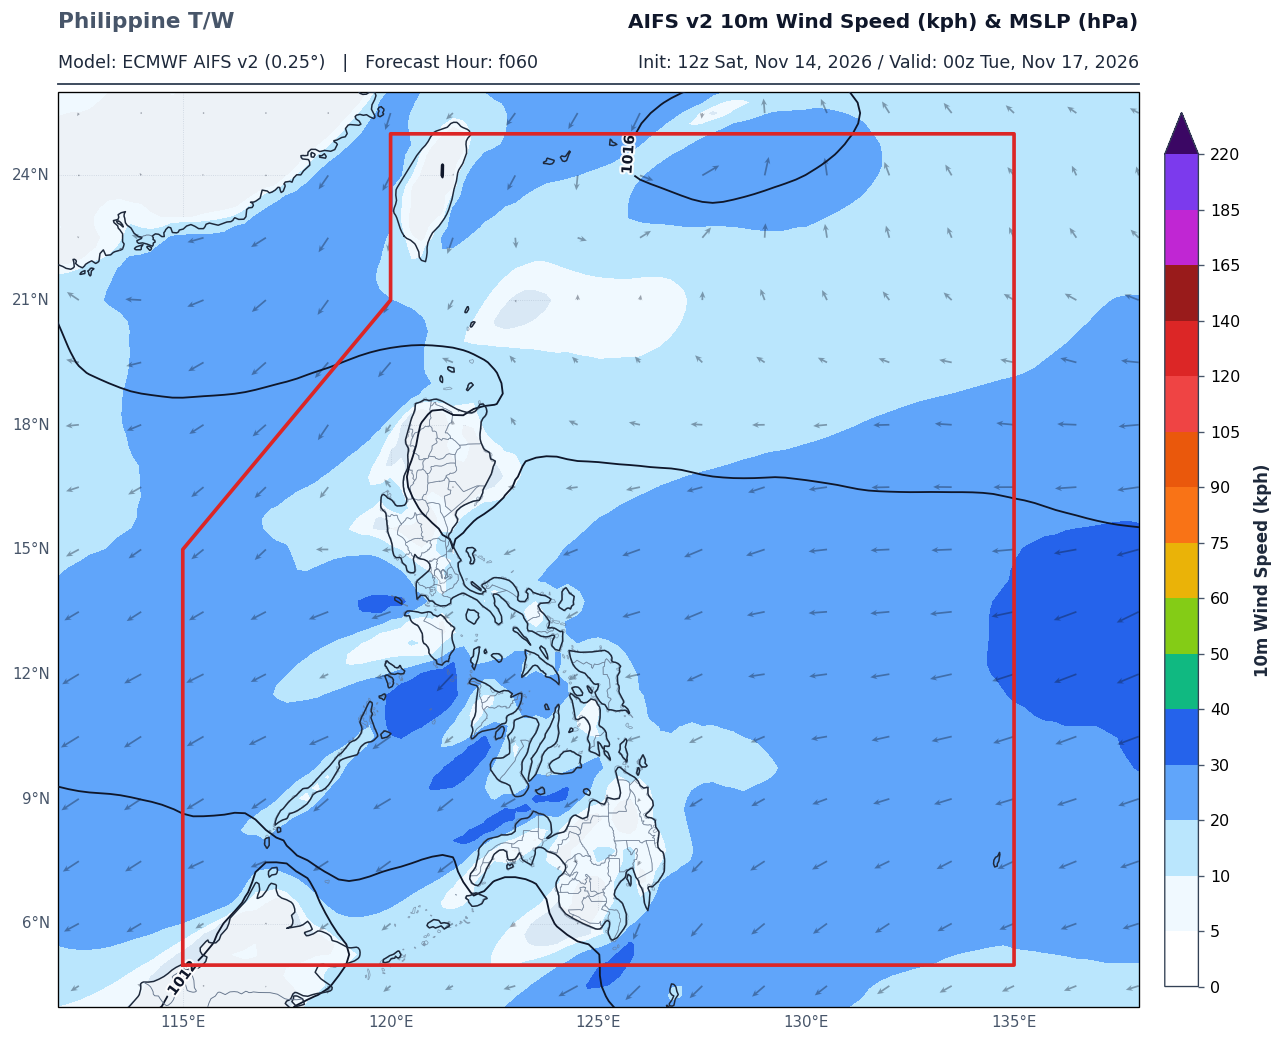 Philippine T/W
AIFS v2 10m Wind Speed (kph) & MSLP (hPa)
Model: ECMWF AIFS v2 (0.25°) | Forecast Hour: f060
Init: 12z Sat, Nov 14, 2026 / Valid: 00z Tue, Nov 17, 2026
24°N
21°N
18°N
15°N
12°N
9°N
6°N
115°E
120°E
125°E
130°E
135°E
1016
1012
220
185
165
140
120
105
90
75
60
50
40
30
20
10
5
0
10m Wind Speed (kph)